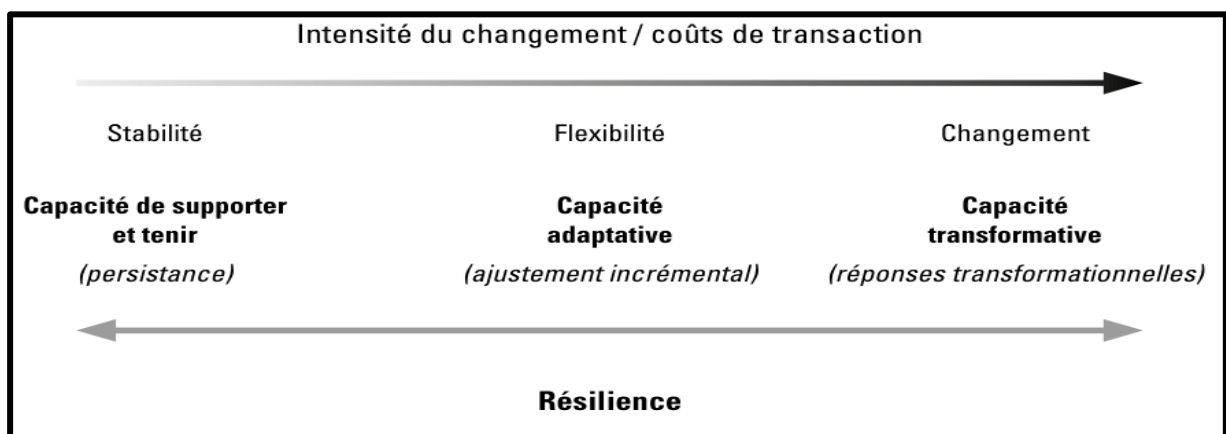 Intensité du changement / coûts de transaction
Stabilité
Flexibilité
Changement
Capacité de supporter
et tenir
Capacité
adaptative
Capacité
transformative
(persistance)
(ajustement incrémental)
(réponses transformationnelles)
Résilience